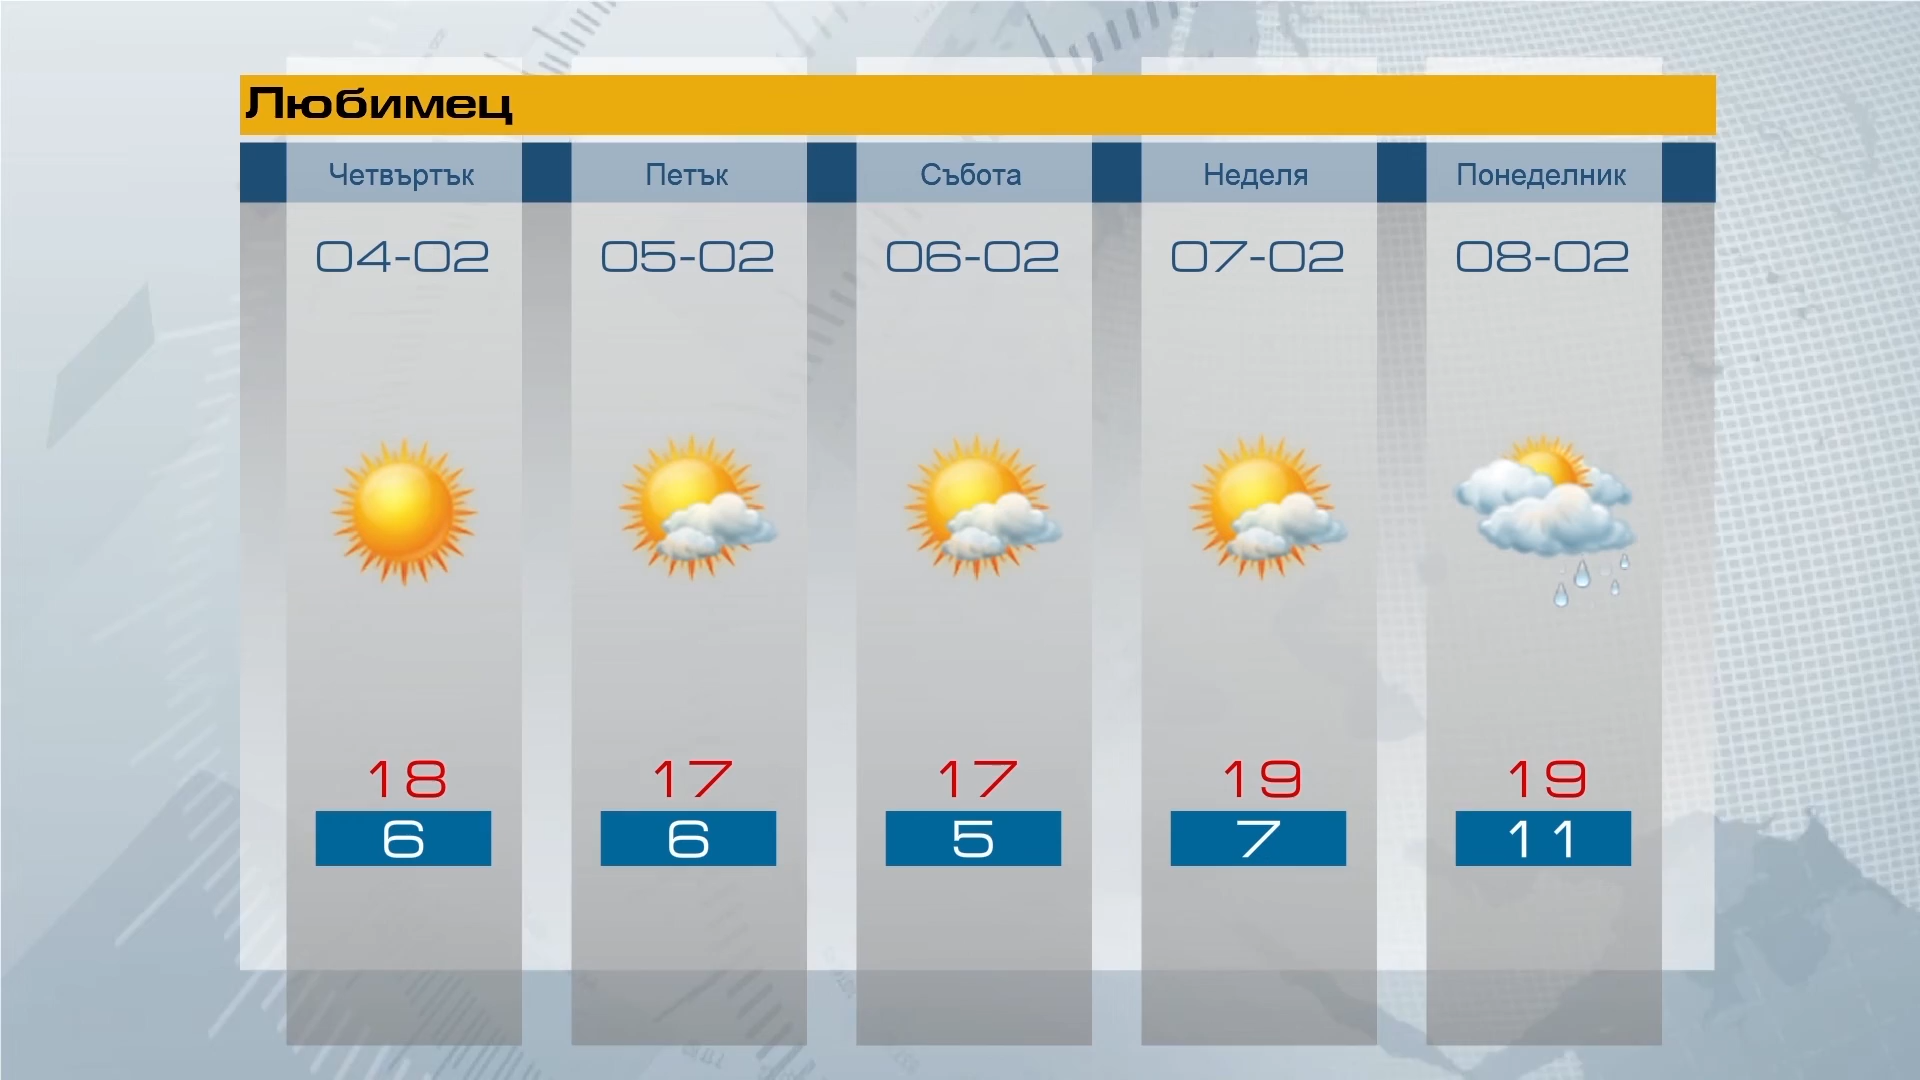 Любимец
Четвъртък Петък Събота Неделя Понеделник
04-02 05-02 06-02 07-02 08-02
18 17 17 19 19
6 6 5 7 11